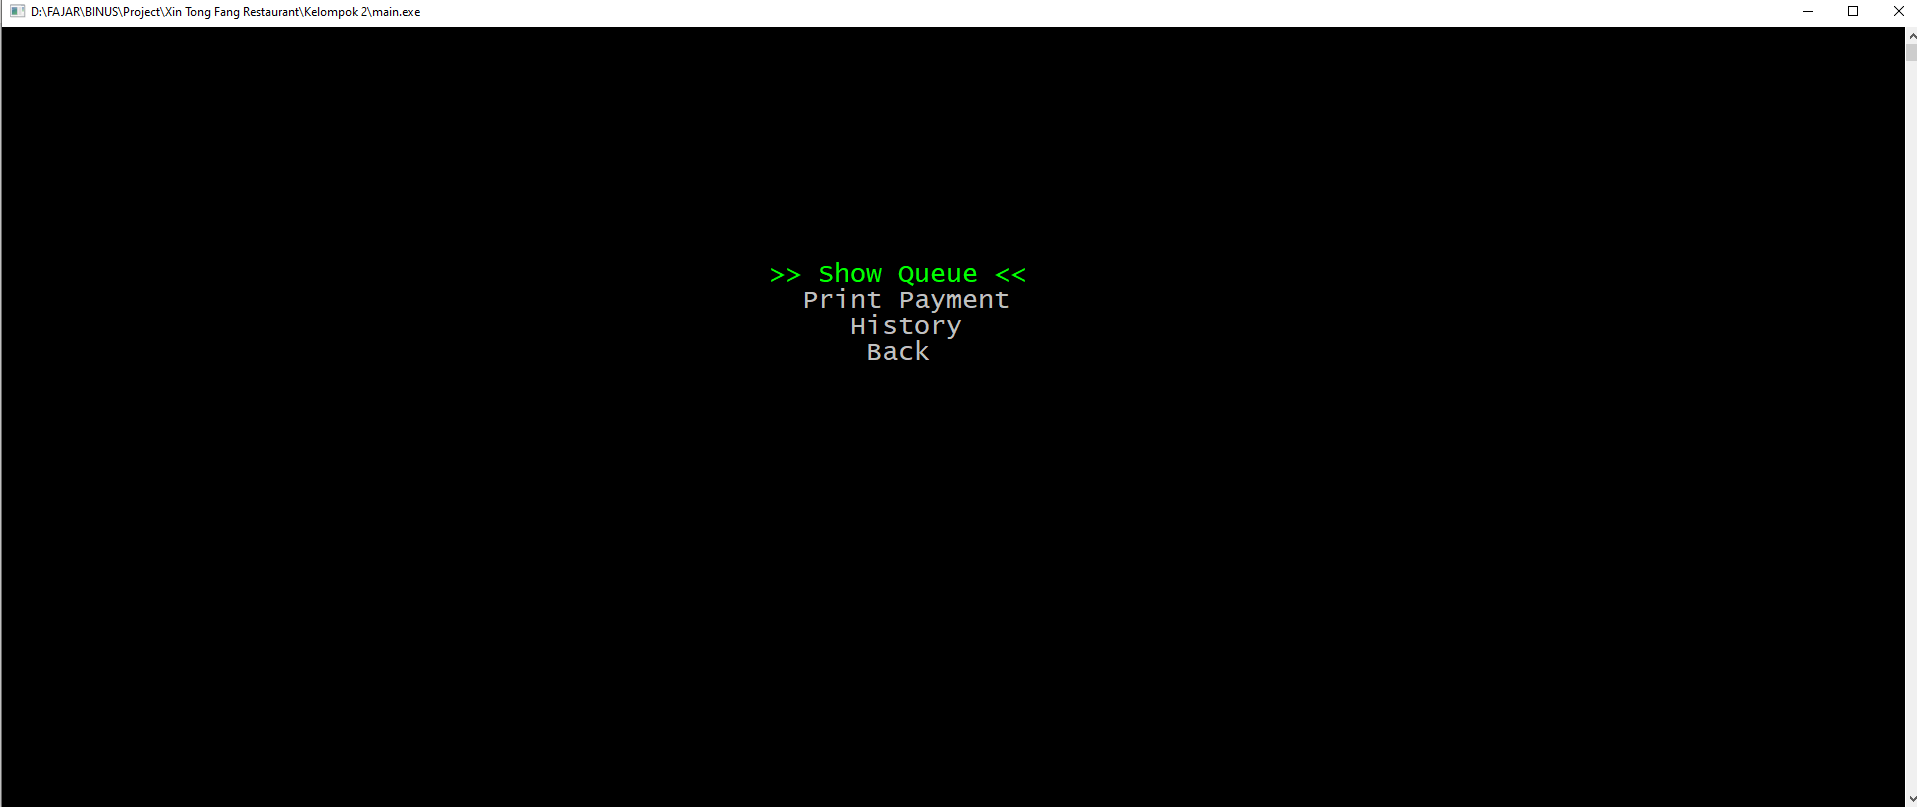 D:\FAJAR\BINUS\Project\Xin Tong Fang Restaurant\Kelompok 2\main.exe
>> Show Queue <<
Print Payment
History
Back